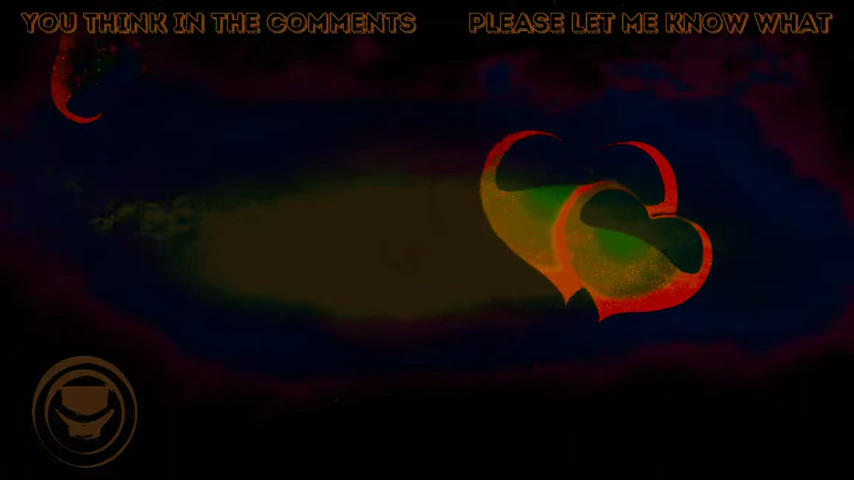 YOU THINK IN THE COMMENTS
PLEASE LET ME KNOW WHAT